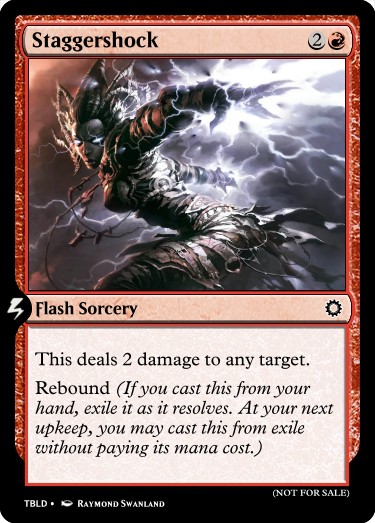 Staggershock 2
Flash Sorcery
This deals 2 damage to any target.
Rebound (If you cast this from your
hand, exile it as it resolves. At your next
upkeep, you may cast this from exile
without paying its mana cost.)
(NOT FOR SALE)
TBLD • RAYMOND SWANLAND